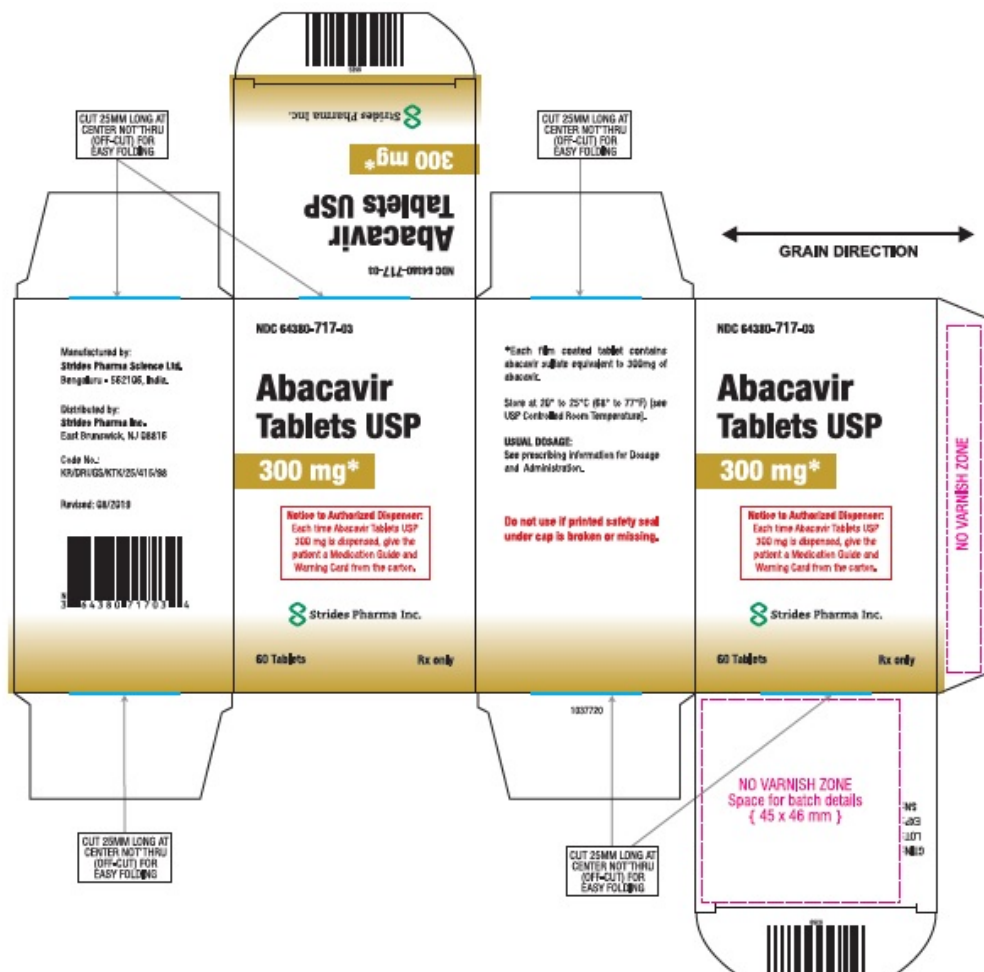 CUT 25MM LONG AT
CENTER NOT THRU
(OFF-CUT) FOR
EASY FOLDING
Strides Pharma Inc.
300 mg*
Abacavir
Tablets USP
NDC 64380-717-03
CUT 25MM LONG AT
CENTER NOT THRU
(OFF-CUT) FOR
EASY FOLDING
GRAIN DIRECTION
Manufactured by:
Strides Pharma Science Ltd.
Bengaluru - 562106, India.
Distributed by:
Strides Pharma Inc.
East Brunswick, NJ 08816
Code No.:
Revised: 08/2019
N
3 64380 71703 4
NDC 64380-717-03
Abacavir
Tablets USP
300 mg*
Notice to Authorized Dispenser:
Each time Abacavir Tablets USP
300 mg is dispensed, give the
patient a Medication Guide and
Warning Card from the carton.
Strides Pharma Inc.
60 Tablets Rx only
*Each film coated tablet contains
abacavir sulfate equivalent to 300mg of
abacavir.
Store at 20° to 25°C (68° to 77°F) [see
USP Controlled Room Temperature].
USUAL DOSAGE:
See prescribing information for Dosage
and Administration.
Do not use if printed safety seal
under cap is broken or missing.
1037720
NDC 64380-717-03
Abacavir
Tablets USP
300 mg*
Notice to Authorized Dispenser:
Each time Abacavir Tablets USP
300 mg is dispensed, give the
patient a Medication Guide and
Warning Card from the carton.
Strides Pharma Inc.
60 Tablets Rx only
NO VARNISH ZONE
NO VARNISH ZONE
Space for batch details
{ 45 x 46 mm }
GTIN:
LOT:
EXP:
SN:
CUT 25MM LONG AT
CENTER NOT THRU
(OFF-CUT) FOR
EASY FOLDING
CUT 25MM LONG AT
CENTER NOT THRU
(OFF-CUT) FOR
EASY FOLDING